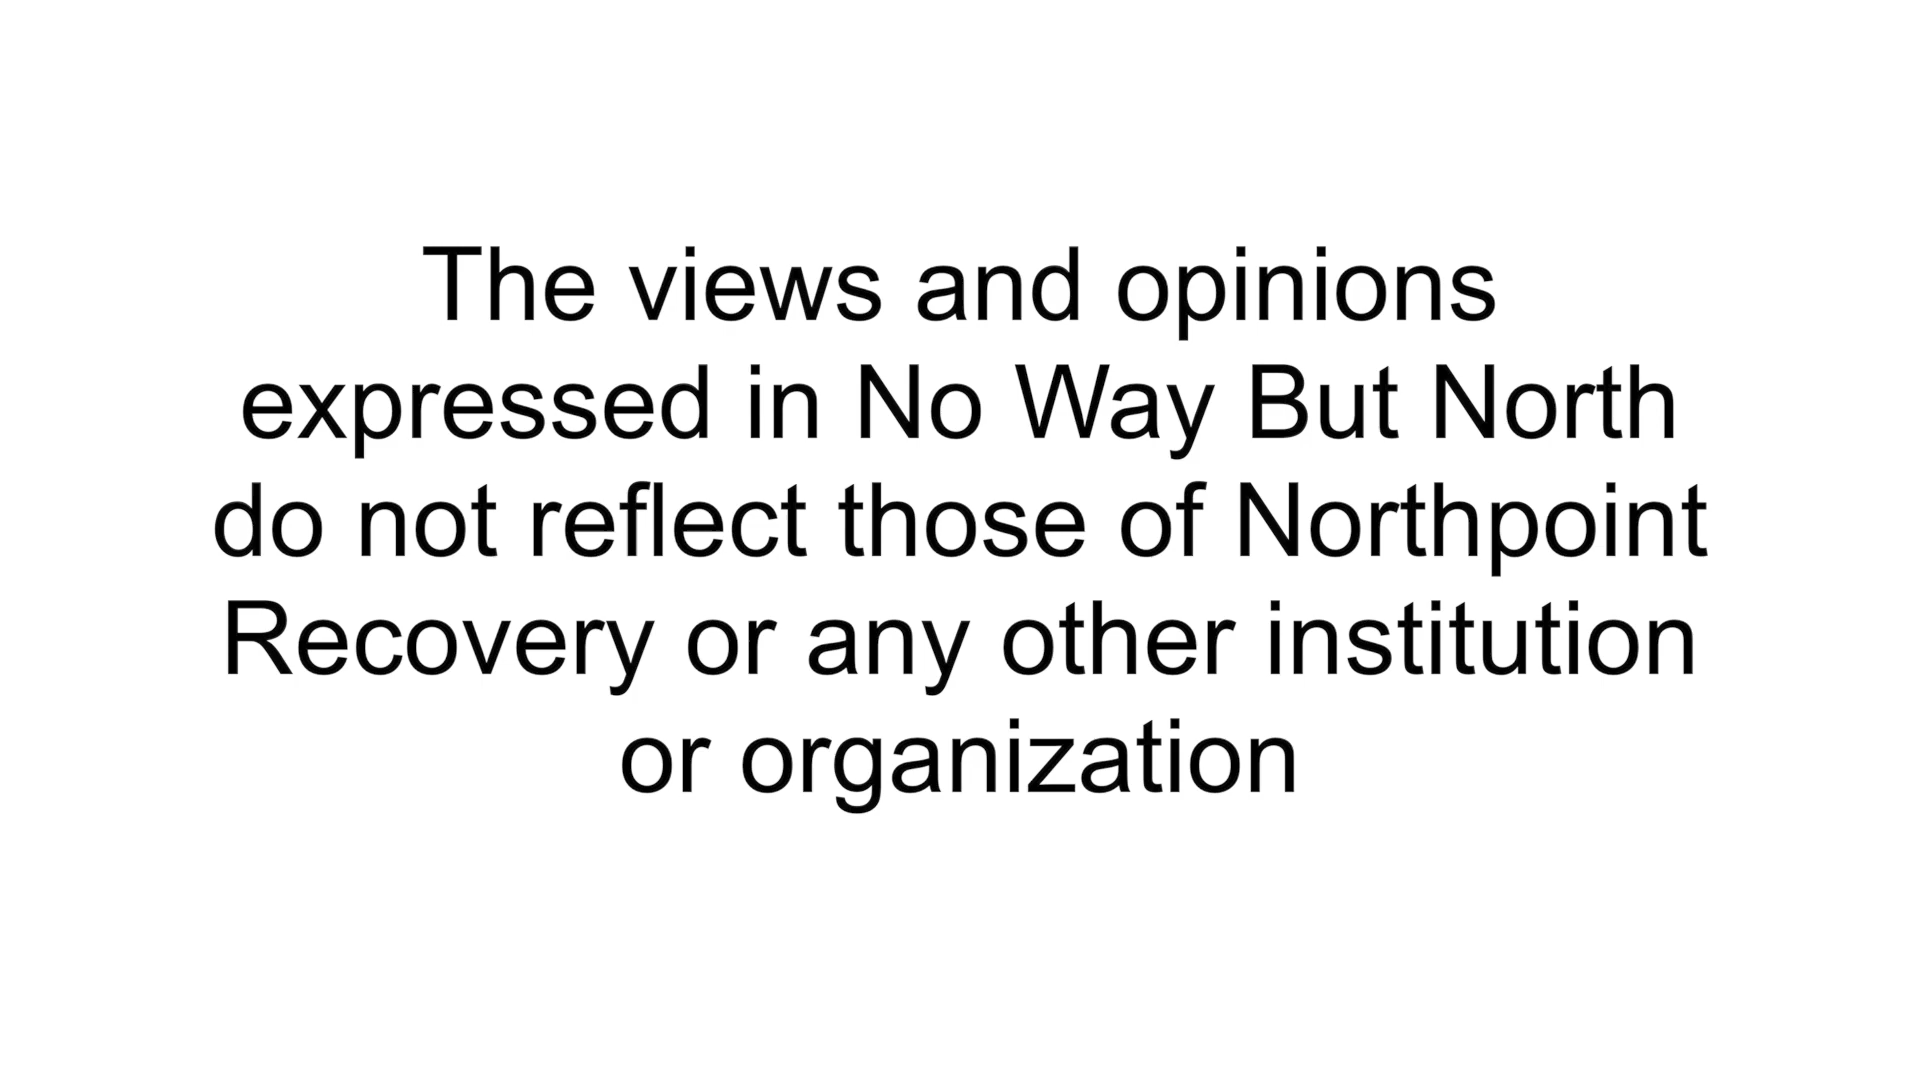 The views and opinions
expressed in No Way But North
do not reflect those of Northpoint
Recovery or any other institution
or organization